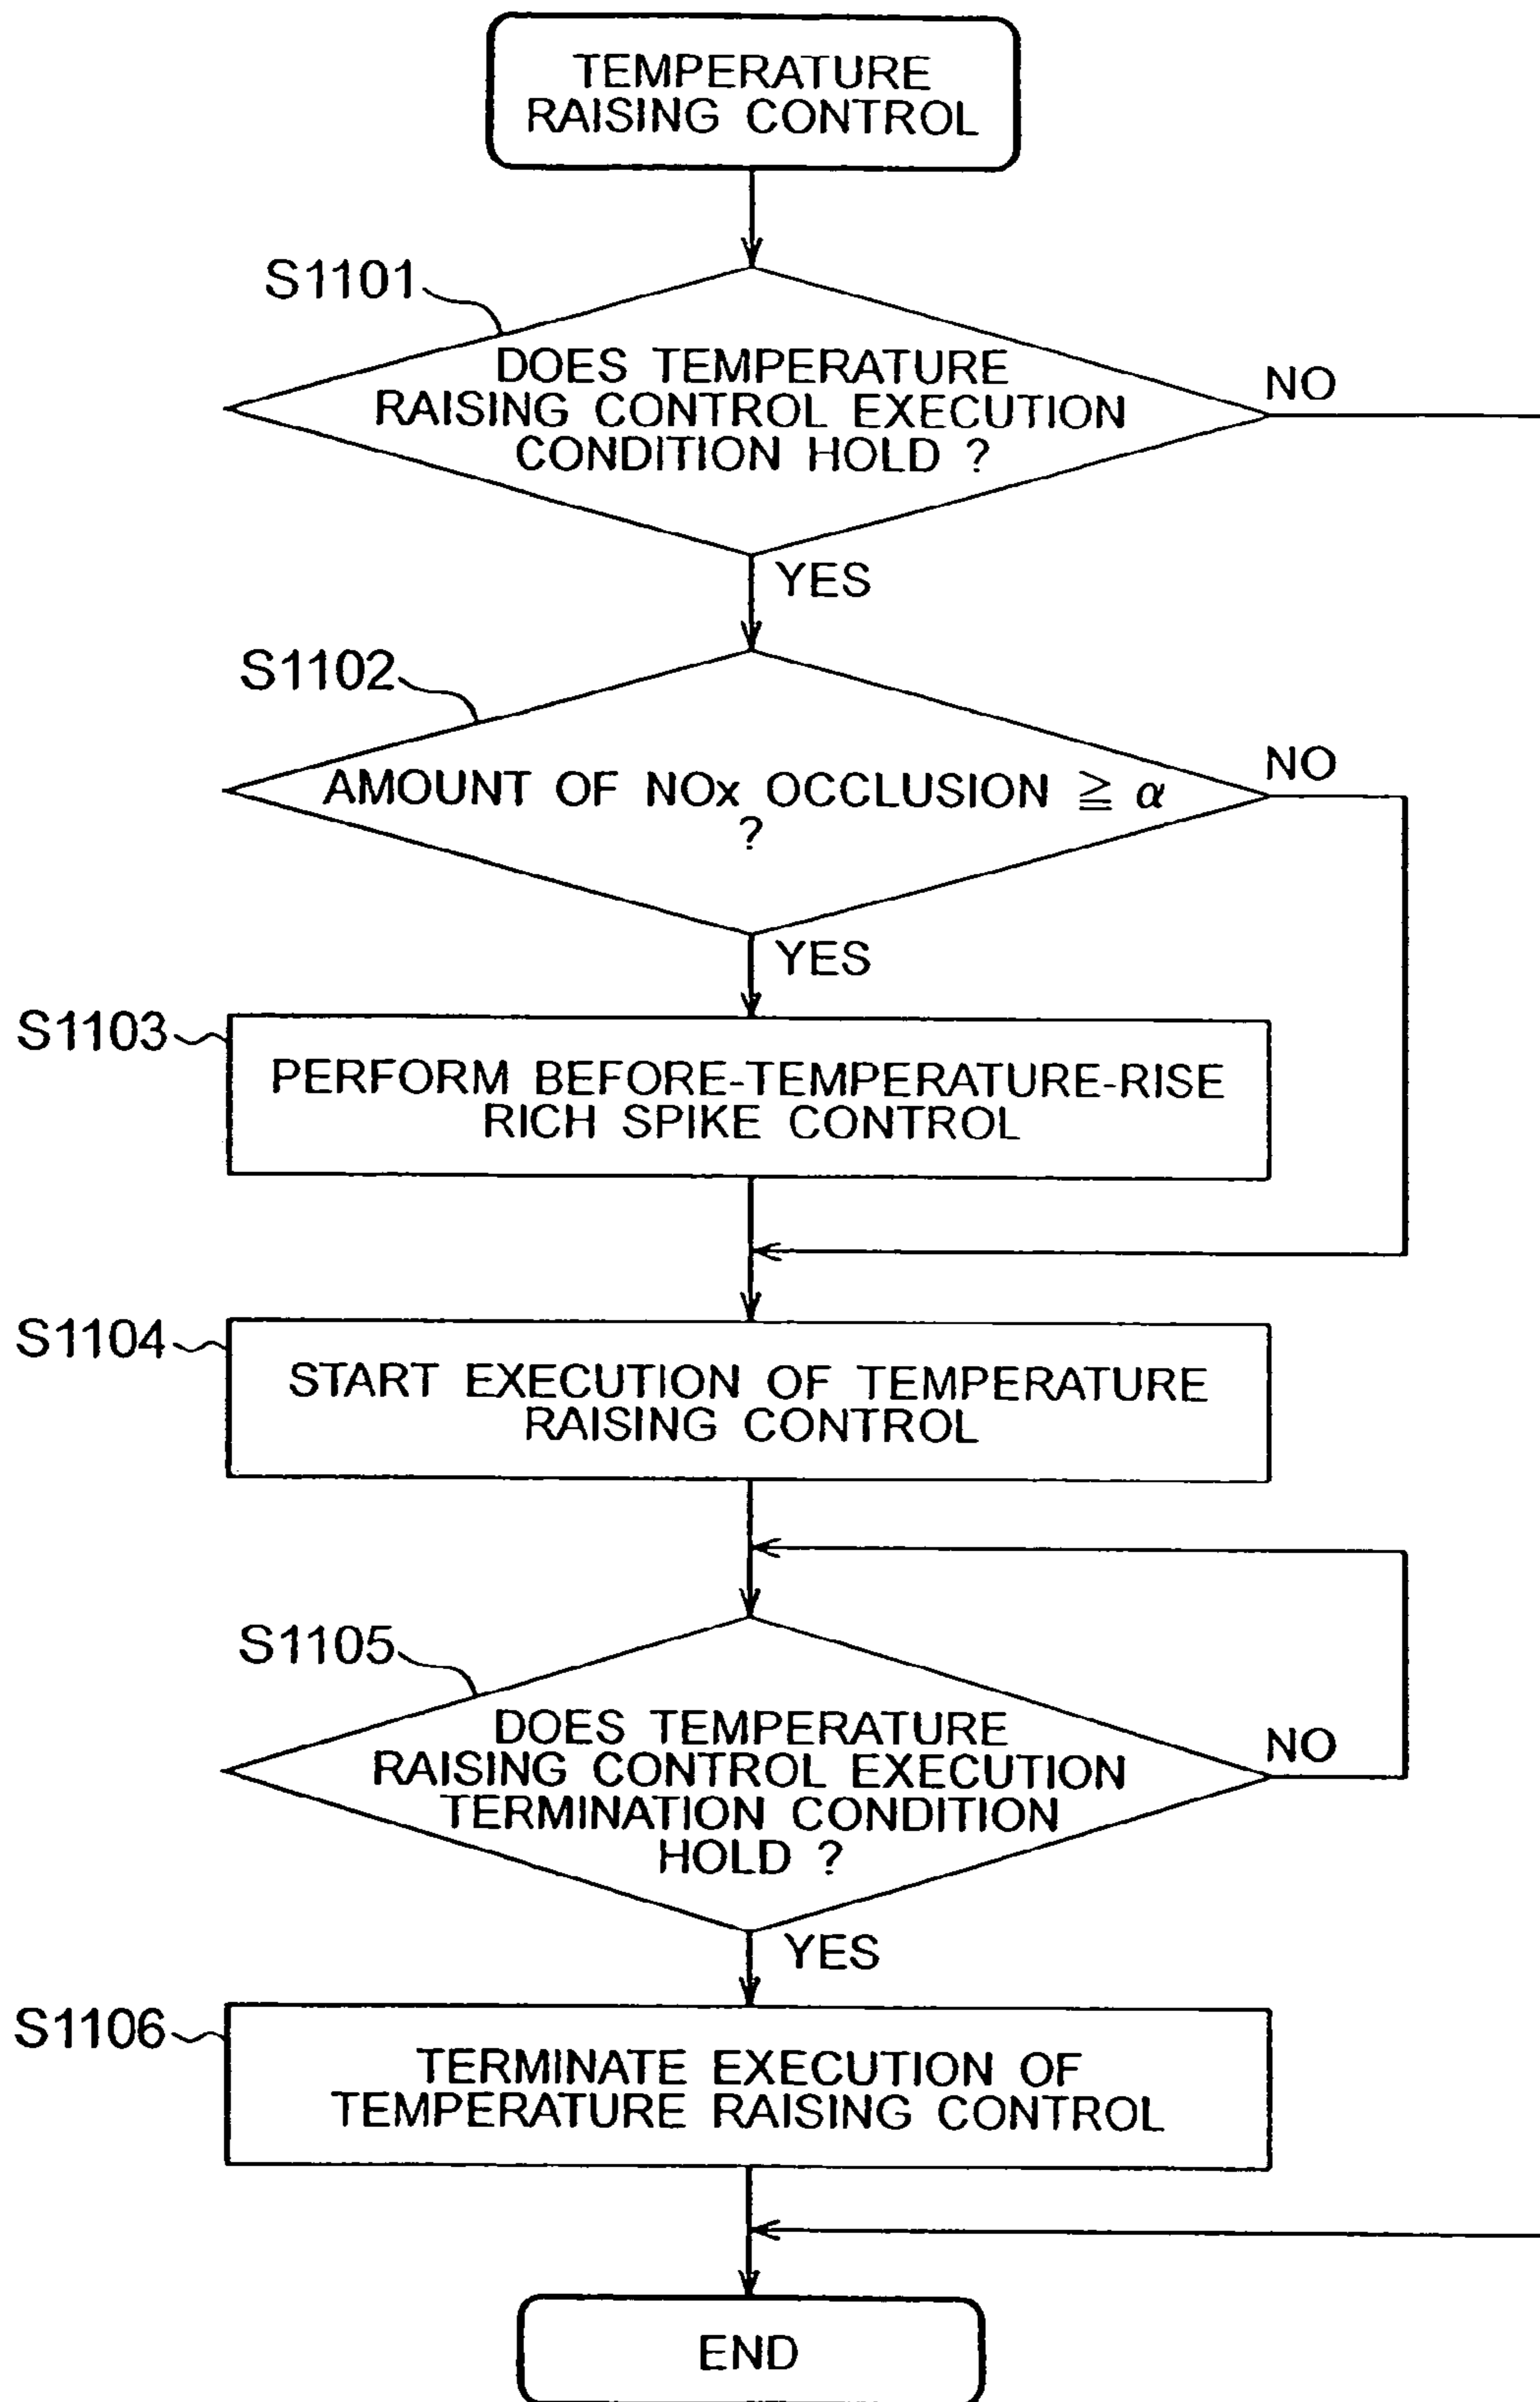 TEMPERATURE
RAISING CONTROL
S1101
DOES TEMPERATURE
RAISING CONTROL EXECUTION
CONDITION HOLD ?
NO
YES
S1102
AMOUNT OF NOx OCCLUSION ≧ α
?
NO
YES
S1103
PERFORM BEFORE-TEMPERATURE-RISE
RICH SPIKE CONTROL
S1104
START EXECUTION OF TEMPERATURE
RAISING CONTROL
S1105
DOES TEMPERATURE
RAISING CONTROL EXECUTION
TERMINATION CONDITION
HOLD ?
NO
YES
S1106
TERMINATE EXECUTION OF
TEMPERATURE RAISING CONTROL
END